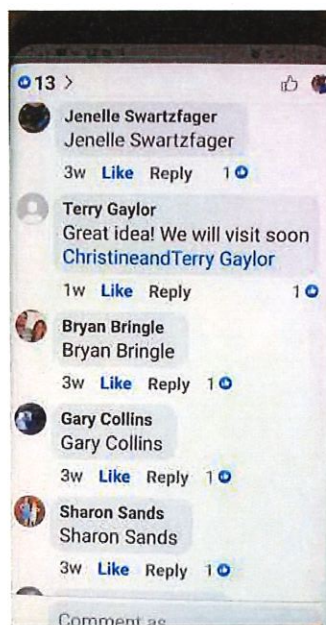 13 >
Jenelle Swartzfager
Jenelle Swartzfager
3w Like Reply 1
Terry Gaylor
Great idea! We will visit soon
ChristineandTerry Gaylor
1w Like Reply 1
Bryan Bringle
Bryan Bringle
3w Like Reply 1
Gary Collins
Gary Collins
3w Like Reply 1
Sharon Sands
Sharon Sands
3w Like Reply 1
Comment as